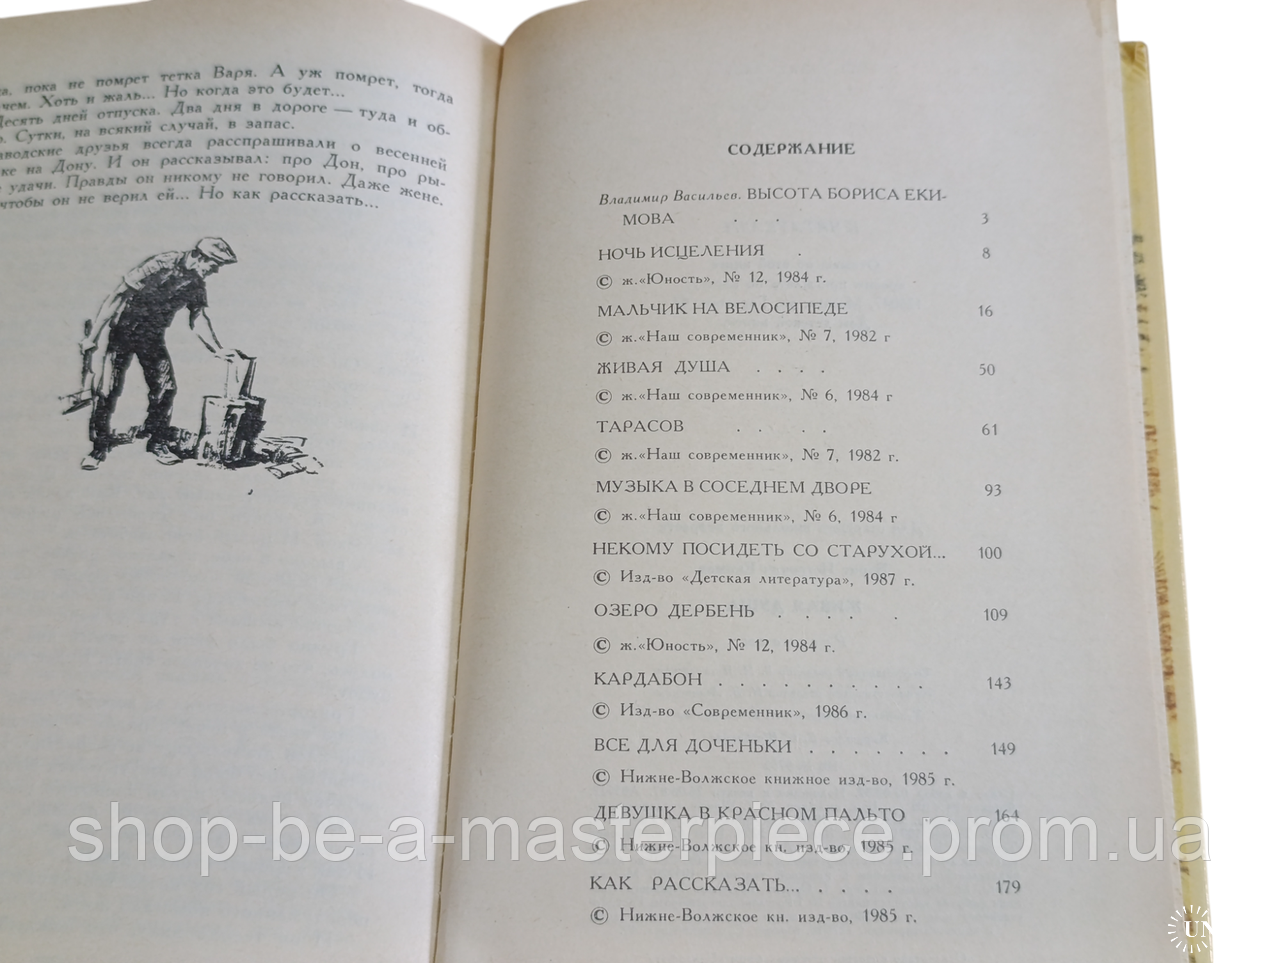 а, пока не помрет тетка Варя. А уж помрет, тогда
чем. Хоть и жаль... Но когда это будет...
Десять дней отпуска. Два дня в дороге — туда и об-
о. Сутки, на всякий случай, в запас.
аводские друзья всегда расспрашивали о весенней
ке на Дону. И он рассказывал: про Дон, про ры-
удачи. Правды он никому не говорил. Даже жене.
чтобы он не верил ей... Но как рассказать...
СОДЕРЖАНИЕ
Владимир Васильев. ВЫСОТА БОРИСА ЕКИ-
МОВА . . . 3
НОЧЬ ИСЦЕЛЕНИЯ . 8
© ж.«Юность», № 12, 1984 г.
МАЛЬЧИК НА ВЕЛОСИПЕДЕ 16
© ж.«Наш современник», № 7, 1982 г
ЖИВАЯ ДУША . . . . 50
© ж.«Наш современник», № 6, 1984 г
ТАРАСОВ . . . . 61
© ж.«Наш современник», № 7, 1982 г.
МУЗЫКА В СОСЕДНЕМ ДВОРЕ 93
© ж.«Наш современник», № 6, 1984 г
НЕКОМУ ПОСИДЕТЬ СО СТАРУХОЙ... 100
© Изд-во «Детская литература», 1987 г.
ОЗЕРО ДЕРБЕНЬ . . . . . 109
© ж.«Юность», № 12, 1984 г.
КАРДАБОН . . . . . . . . . . 143
© Изд-во «Современник», 1986 г.
ВСЕ ДЛЯ ДОЧЕНЬКИ . . . . . . . 149
© Нижне-Волжское книжное изд-во, 1985 г.
ДЕВУШКА В КРАСНОМ ПАЛЬТО . . . 164
© Нижне-Волжское кн. изд-во, 1985 г.
КАК РАССКАЗАТЬ... . . . . 179
© Нижне-Волжское кн. изд-во, 1985 г.
shop-be-a-masterpiece.prom.ua
UN